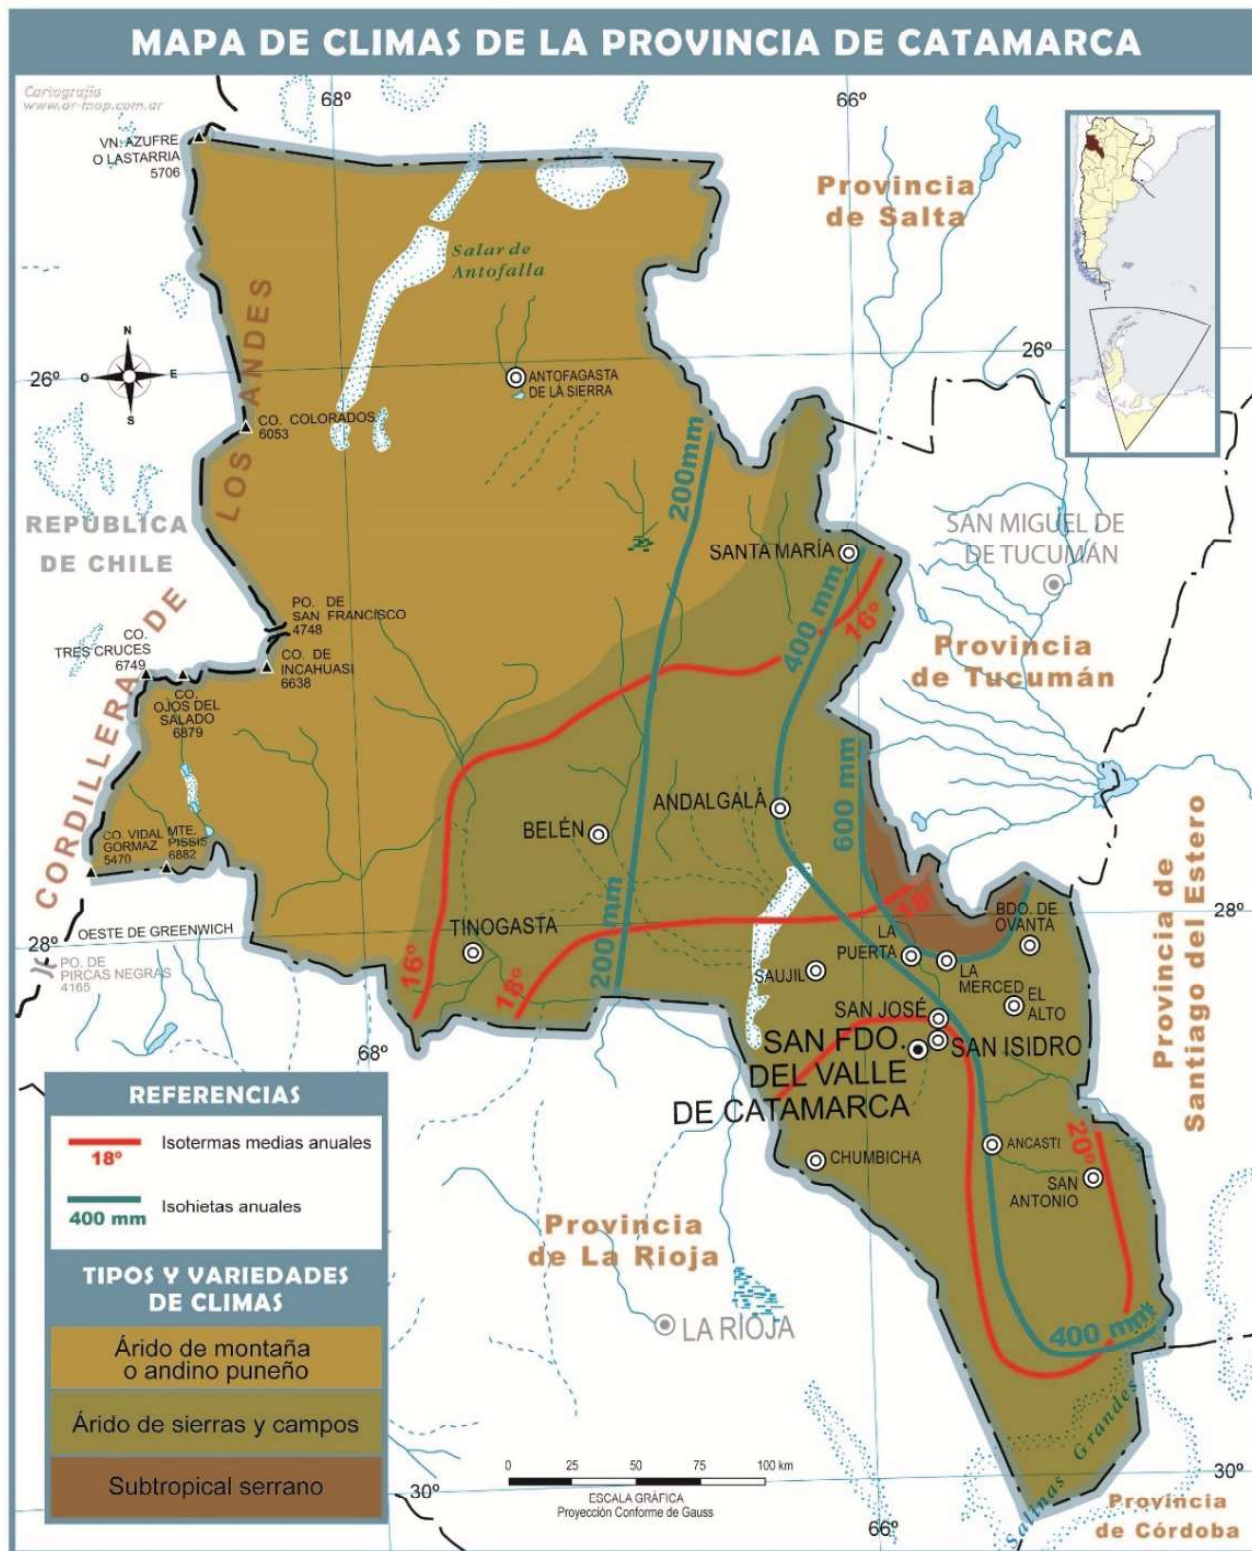 MAPA DE CLIMAS DE LA PROVINCIA DE CATAMARCA
Cartografía
www.ar-map.com.ar
68º
66º
VN. AZUFRE
O LASTARRIA
5706
Provincia
de Salta
Salar de
Antofalla
26º
26º
N
O
E
S
ANTOFAGASTA
DE LA SIERRA
CO. COLORADOS
6053
CORDILLERA DE LOS ANDES
REPÚBLICA
DE CHILE
200mm
SANTA MARÍA
400 mm
16º
SAN MIGUEL DE
DE TUCUMÁN
Provincia
de Tucumán
PO. DE
SAN FRANCISCO
4748
CO.
TRES CRUCES
6749
CO. DE
INCAHUASI
6638
CO.
OJOS DEL
SALADO
6879
600 mm
ANDALGALÁ
BELÉN
CO. VIDAL
GORMAZ
5470
MTE.
PISSIS
6882
200 mm
TINOGASTA
16º
18º
18º
LA
PUERTA
BDO. DE
OVANTA
28º
28º
OESTE DE GREENWICH
PO. DE
PIRCAS NEGRAS
4165
SAUJIL
LA
MERCED
EL
ALTO
SAN JOSÉ
SAN ISIDRO
SAN FDO.
DEL VALLE
DE CATAMARCA
Provincia de
Santiago del Estero
68º
ANCASTI
20º
SAN
ANTONIO
CHUMBICHA
Provincia
de La Rioja
LA RIOJA
400 mm
Salinas Grandes
REFERENCIAS
18º
Isotermas medias anuales
400 mm
Isohietas anuales
TIPOS Y VARIEDADES
DE CLIMAS
Árido de montaña
o andino puneño
Árido de sierras y campos
Subtropical serrano
0 25 50 75 100 km
ESCALA GRÁFICA
Proyección Conforme de Gauss
30º
30º
66º
Provincia
de Córdoba